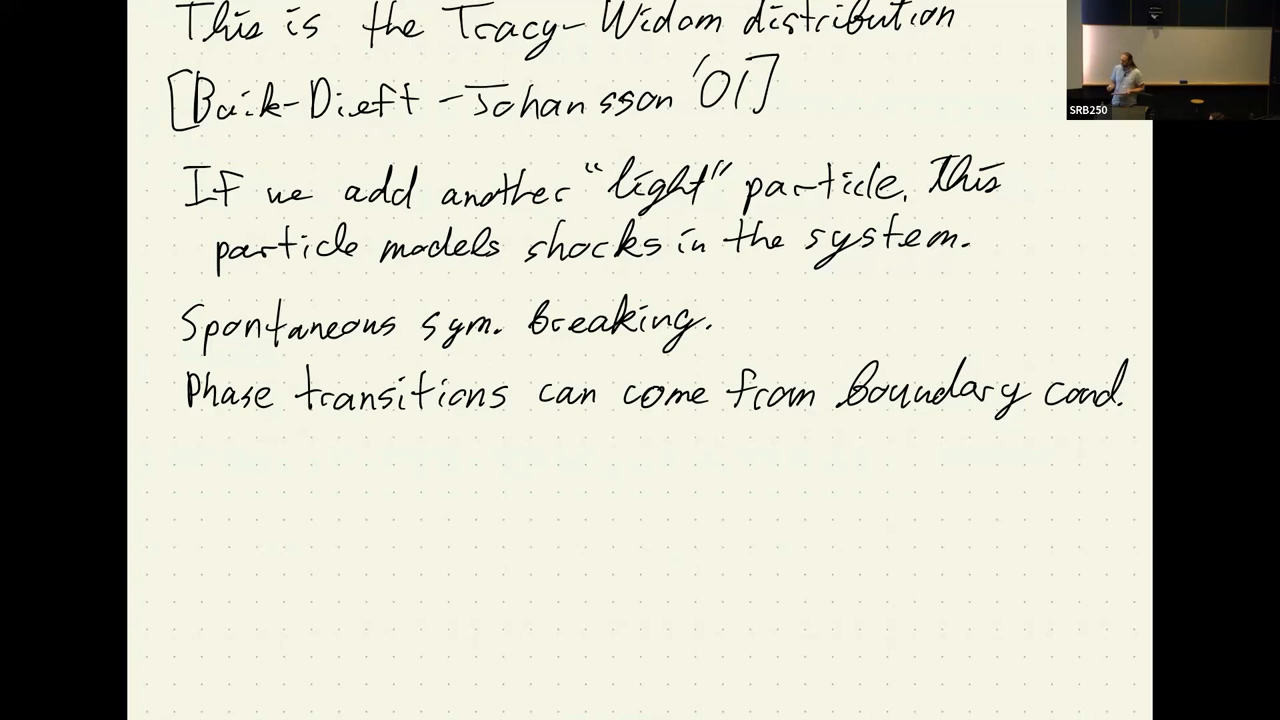 This is the Tracy-Widom distribution
[Baik-Dieft-Johansson '01]
If we add another "light" particle. This
particle models shocks in the system.
Spontaneous sym. breaking.
Phase transitions can come from boundary cond.
SRB250